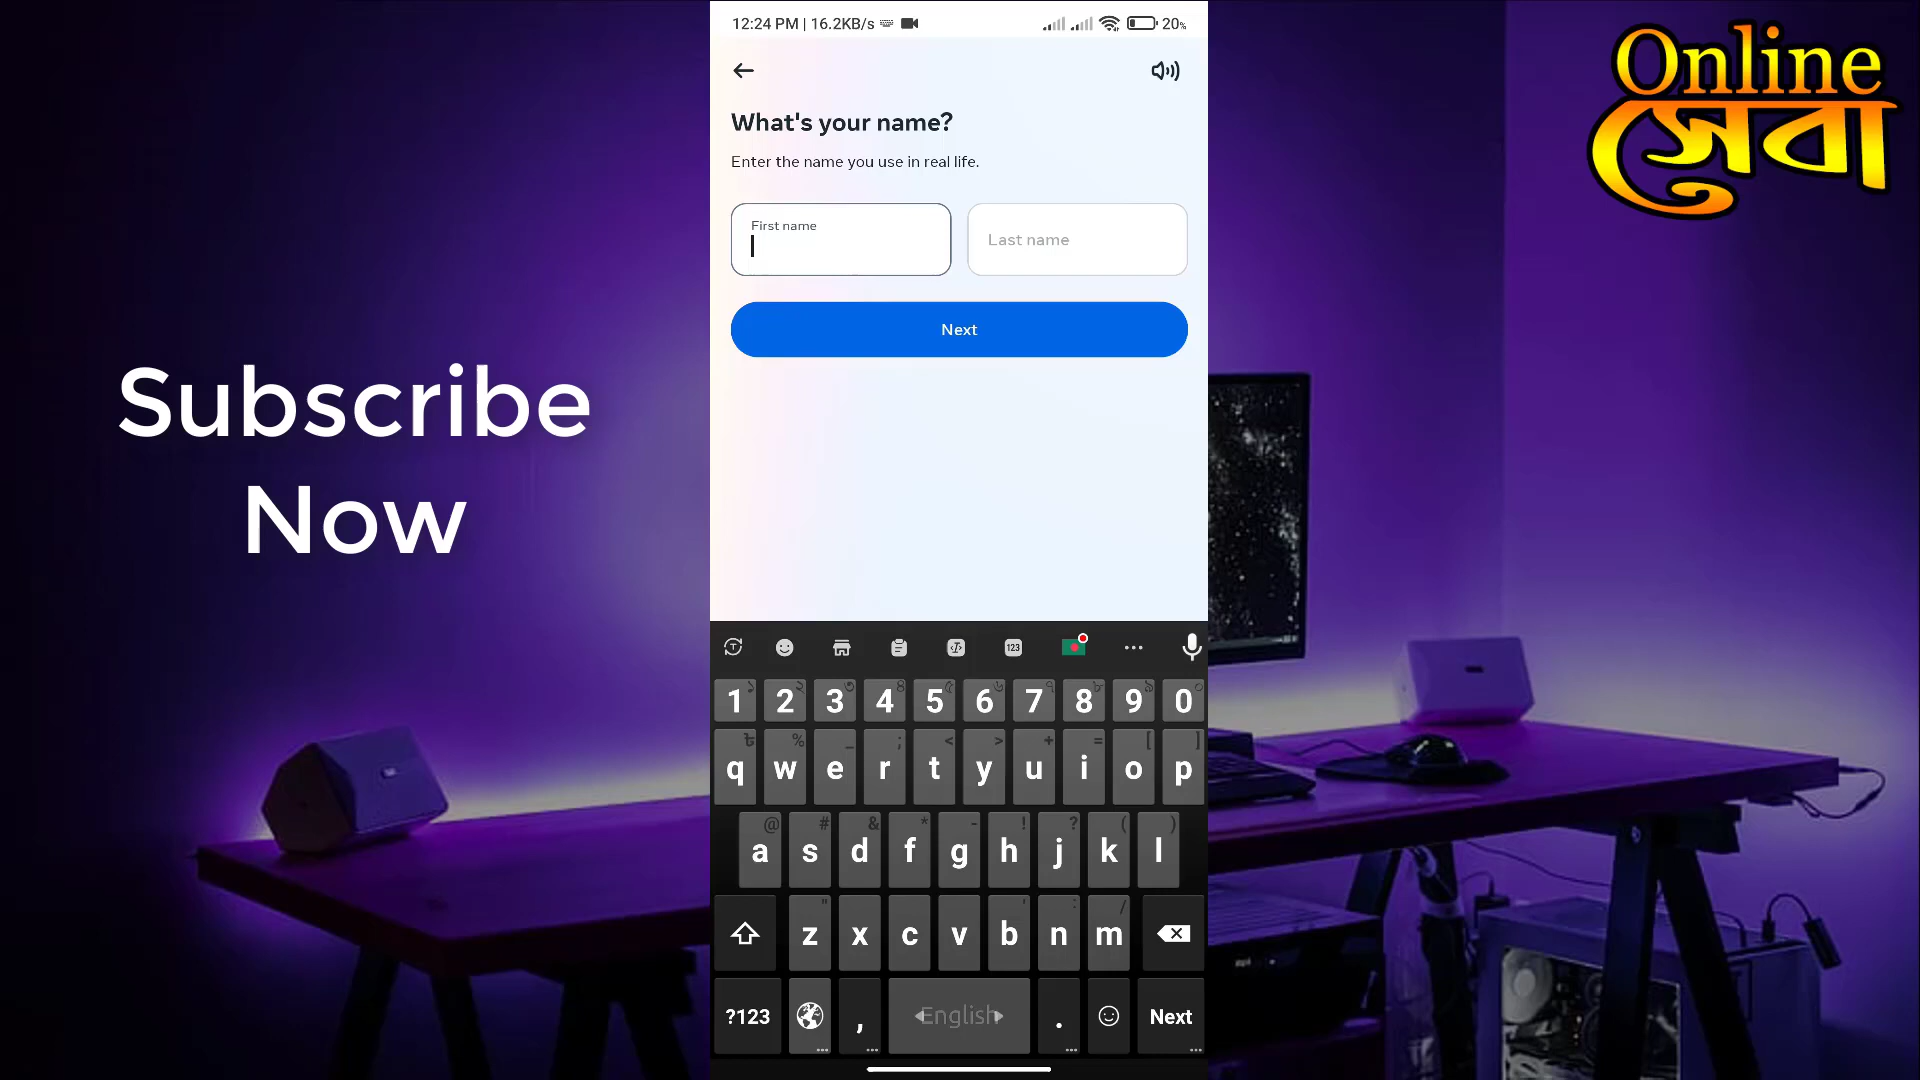 12:24 PM | 16.2KB/s
20%
Online
সেবা
What's your name?
Enter the name you use in real life.
First name
Last name
Next
Subscribe
Now
123
1 2 3 4 5 6 7 8 9 0
q w e r t y u i o p
a s d f g h j k l
z x c v b n m
?123 , English . Next